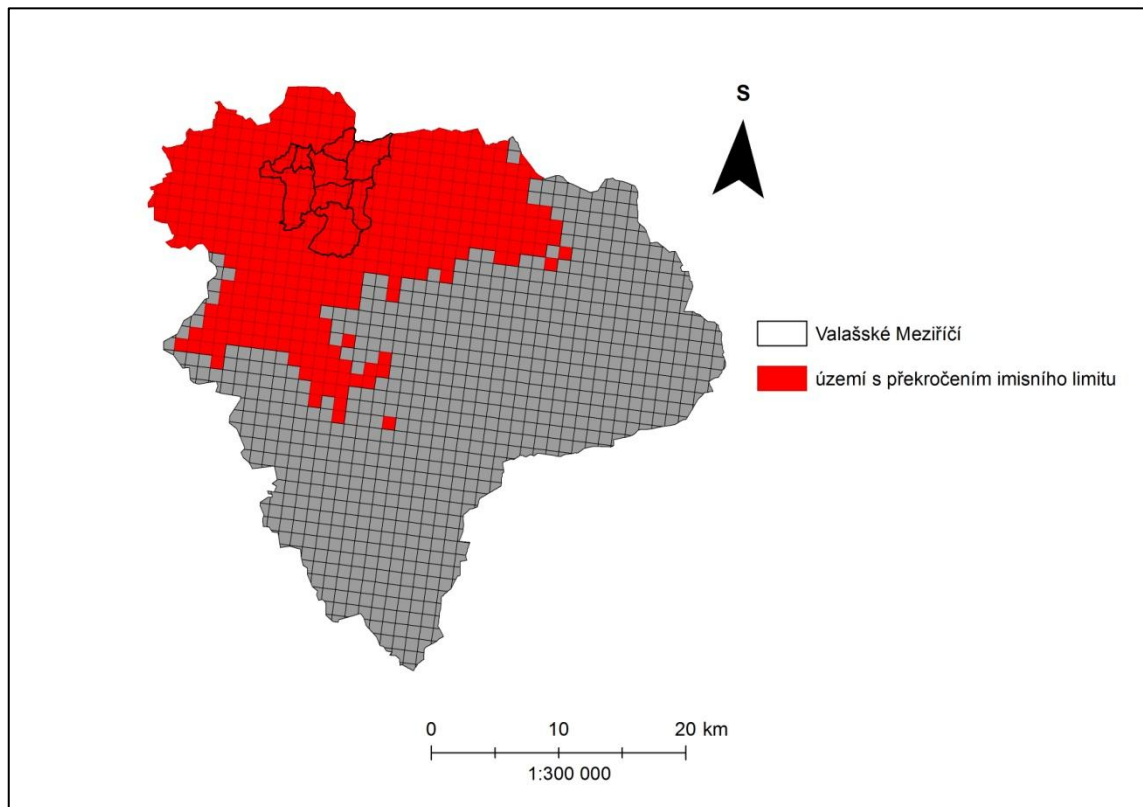 S
Valašské Meziříčí
území s překročením imisního limitu
0 10 20 km
1:300 000